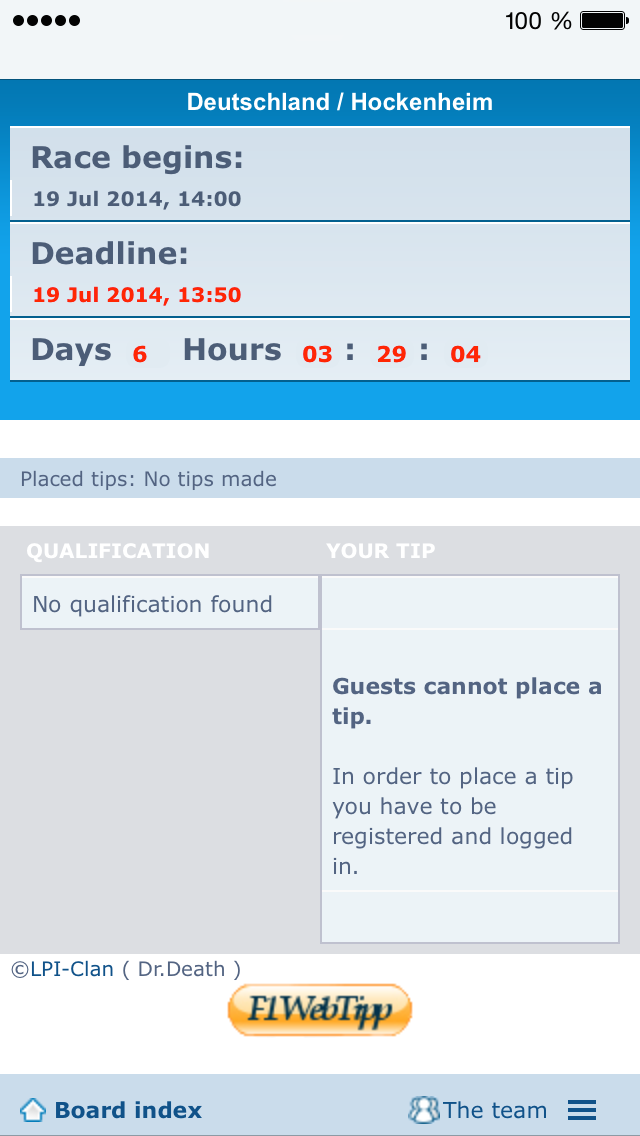 100 %
Deutschland / Hockenheim
Race begins:
19 Jul 2014, 14:00
Deadline:
19 Jul 2014, 13:50
Days 6 Hours 03 : 29 : 04
Placed tips: No tips made
QUALIFICATION YOUR TIP
No qualification found
Guests cannot place a
tip.
In order to place a tip
you have to be
registered and logged
in.
©LPI-Clan ( Dr.Death )
F1WebTipp
Board index The team